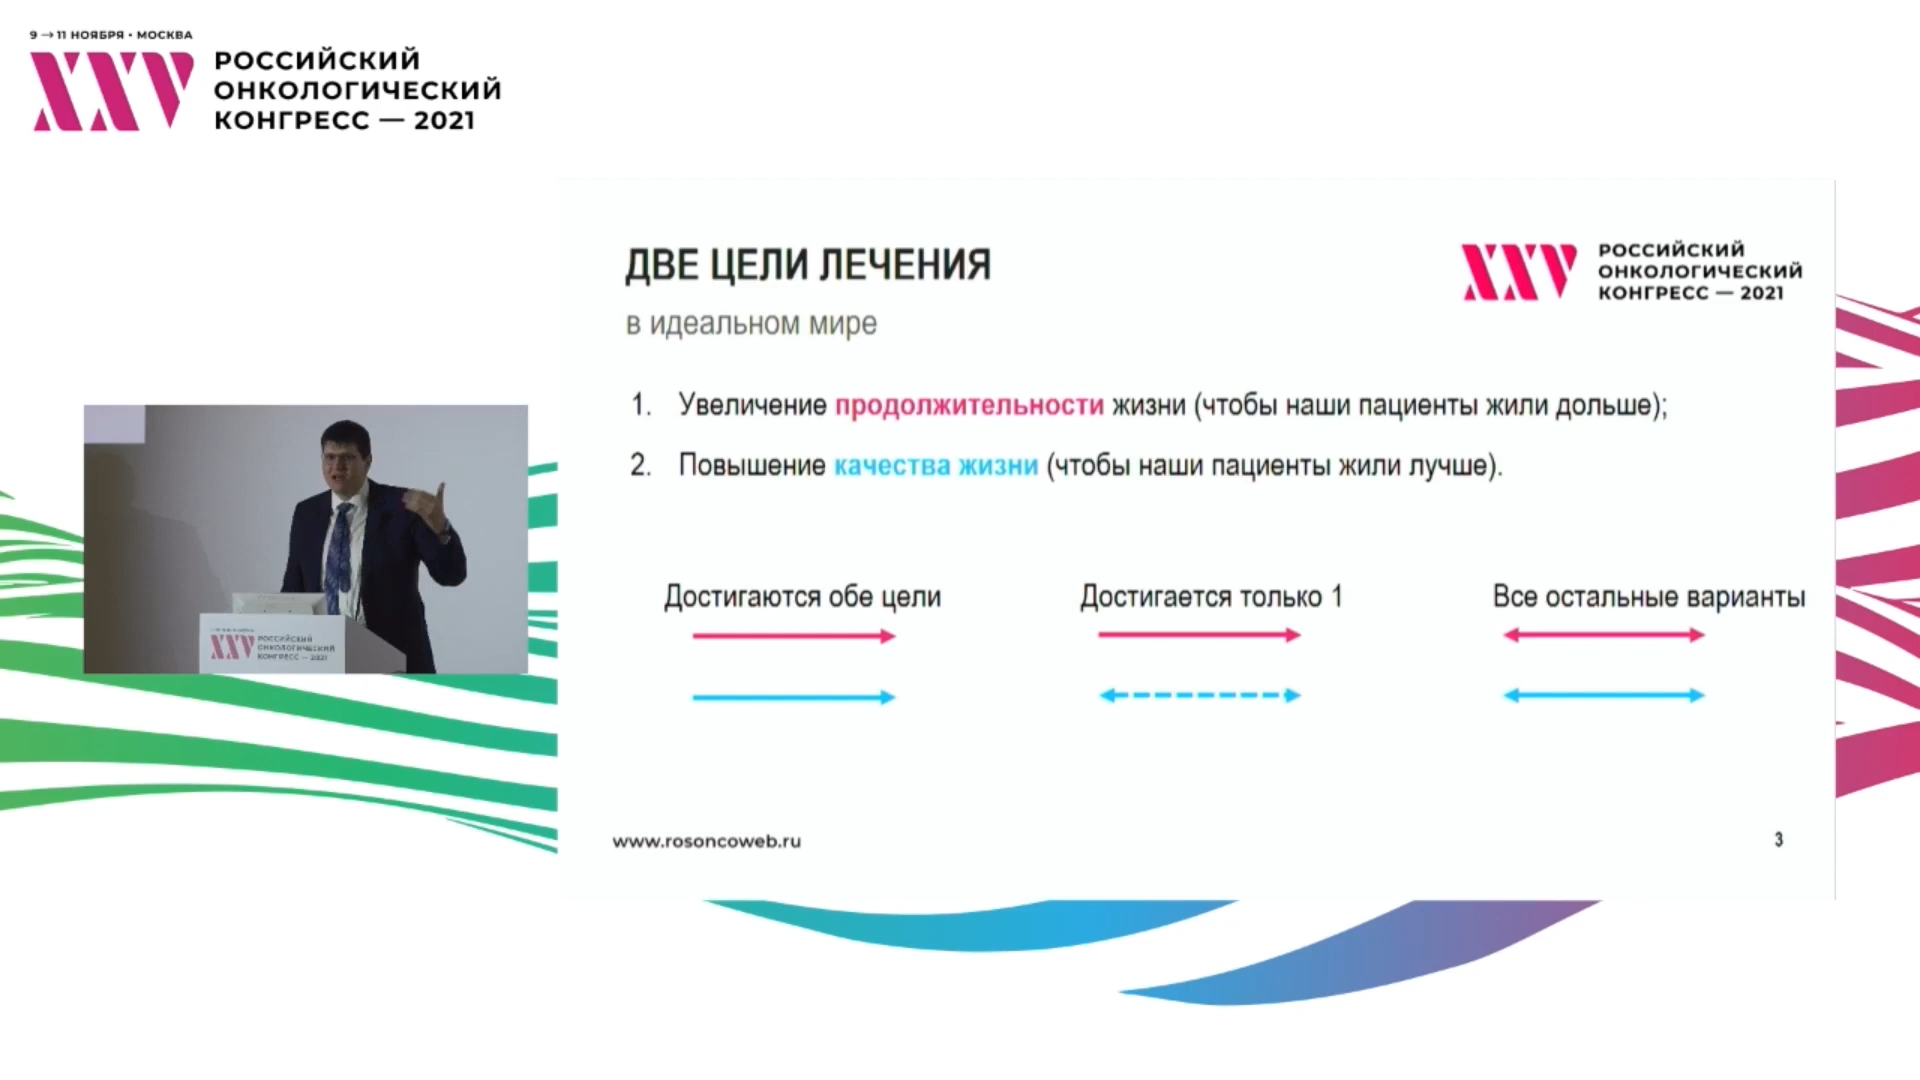 9 → 11 НОЯБРЯ • МОСКВА
XXV
РОССИЙСКИЙ
ОНКОЛОГИЧЕСКИЙ
КОНГРЕСС — 2021
ДВЕ ЦЕЛИ ЛЕЧЕНИЯ
в идеальном мире
XXV
РОССИЙСКИЙ
ОНКОЛОГИЧЕСКИЙ
КОНГРЕСС — 2021
1. Увеличение продолжительности жизни (чтобы наши пациенты жили дольше);
2. Повышение качества жизни (чтобы наши пациенты жили лучше).
Достигаются обе цели
Достигается только 1
Все остальные варианты
XXV
РОССИЙСКИЙ
ОНКОЛОГИЧЕСКИЙ
КОНГРЕСС — 2021
www.rosoncoweb.ru
3